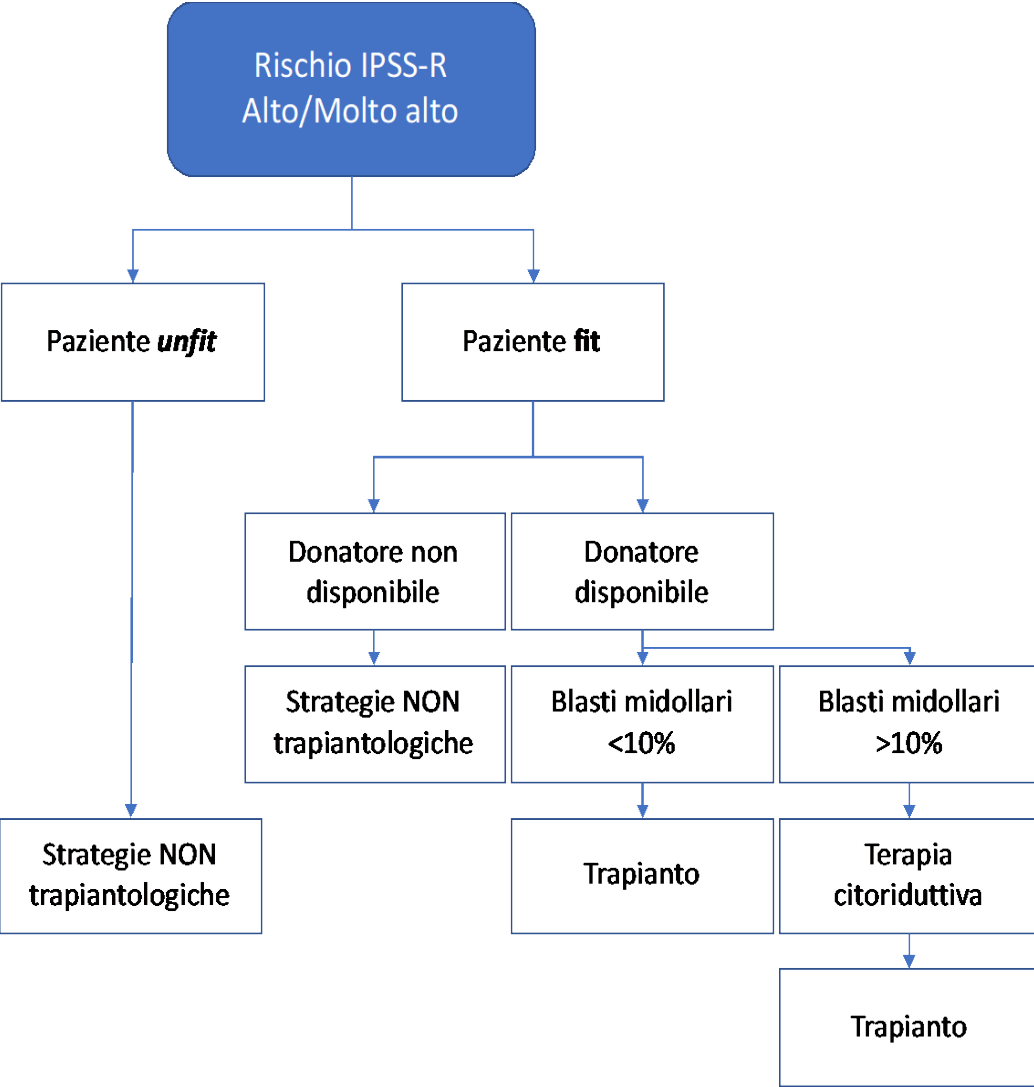 Rischio IPSS-R
Alto/Molto alto
Paziente unfit
Paziente fit
Donatore non
disponibile
Donatore
disponibile
Strategie NON
trapiantologiche
Blasti midollari
<10%
Blasti midollari
>10%
Strategie NON
trapiantologiche
Trapianto
Terapia
citoriduttiva
Trapianto